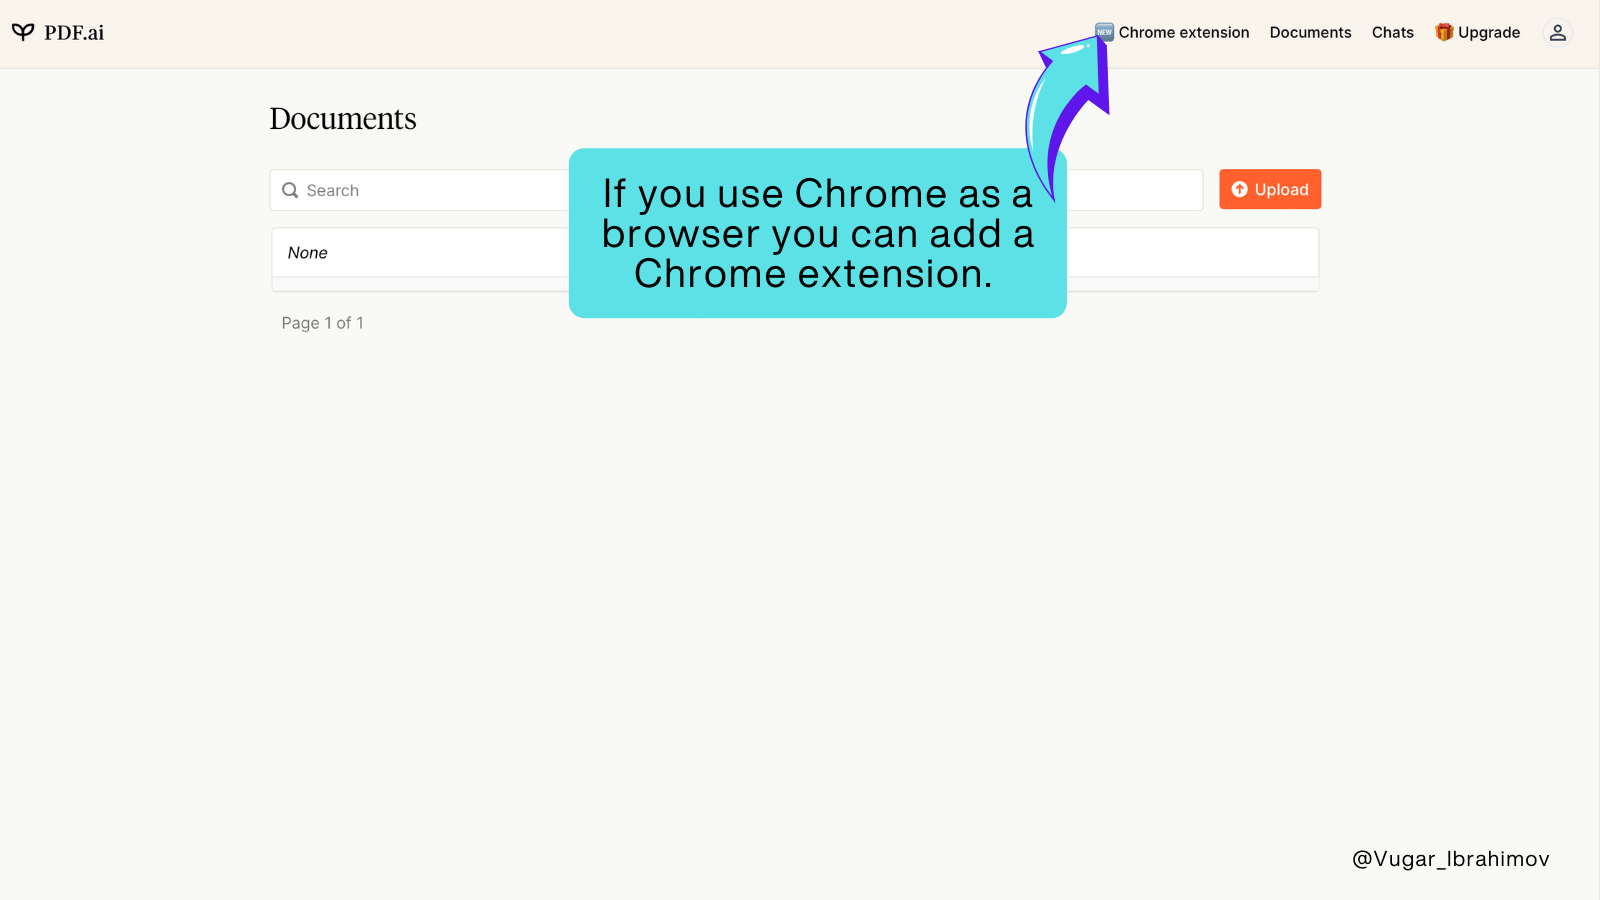 PDF.ai
NEW Chrome extension
Documents
Chats
Upgrade
Documents
Search
Upload
None
If you use Chrome as a
browser you can add a
Chrome extension.
Page 1 of 1
@Vugar_Ibrahimov